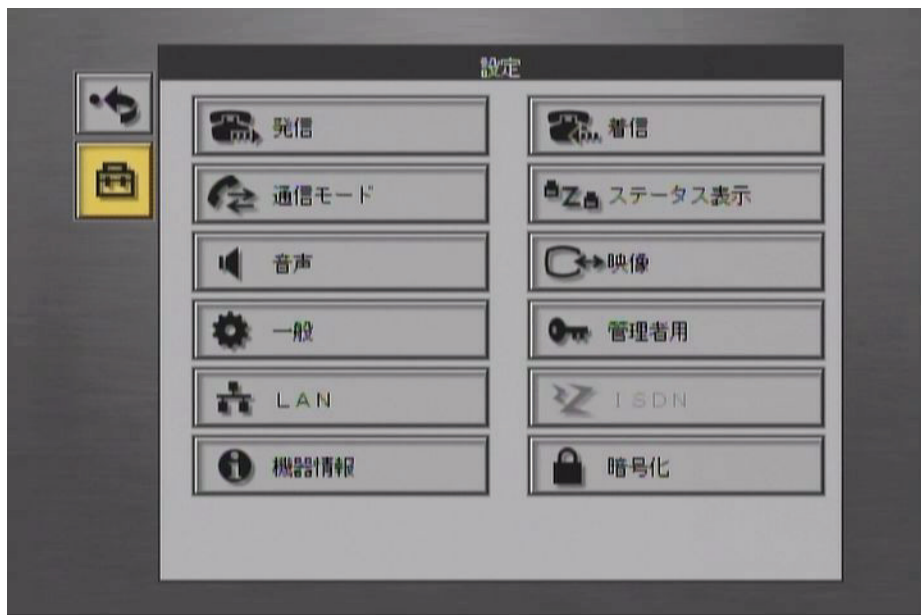 設定
発信
着信
通信モード
ステータス表示
音声
映像
一般
管理者用
LAN
ISDN
機器情報
暗号化